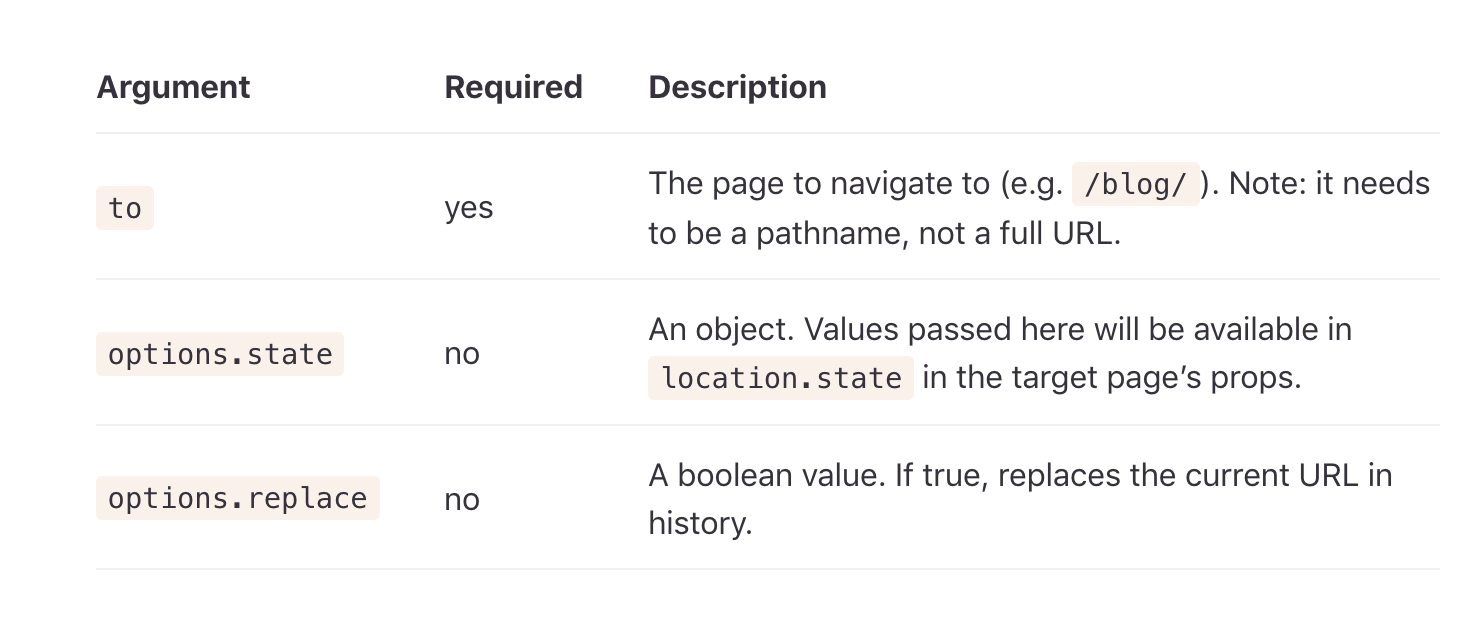 Argument Required Description
The page to navigate to (e.g. /blog/). Note: it needs
to yes
to be a pathname, not a full URL.
An object. Values passed here will be available in
options.state no
location.state in the target page’s props.
A boolean value. If true, replaces the current URL in
options.replace no
history.